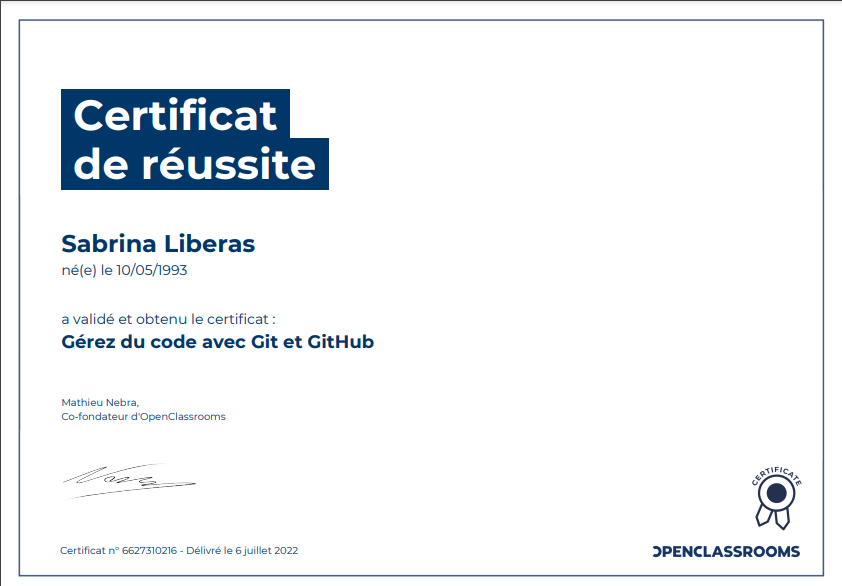 Certificat
de réussite
Sabrina Liberas
né(e) le 10/05/1993
a validé et obtenu le certificat :
Gérez du code avec Git et GitHub
Mathieu Nebra,
Co-fondateur d'OpenClassrooms
CERTIFICATE
Certificat n° 6627310216 - Délivré le 6 juillet 2022
OPENCLASSROOMS